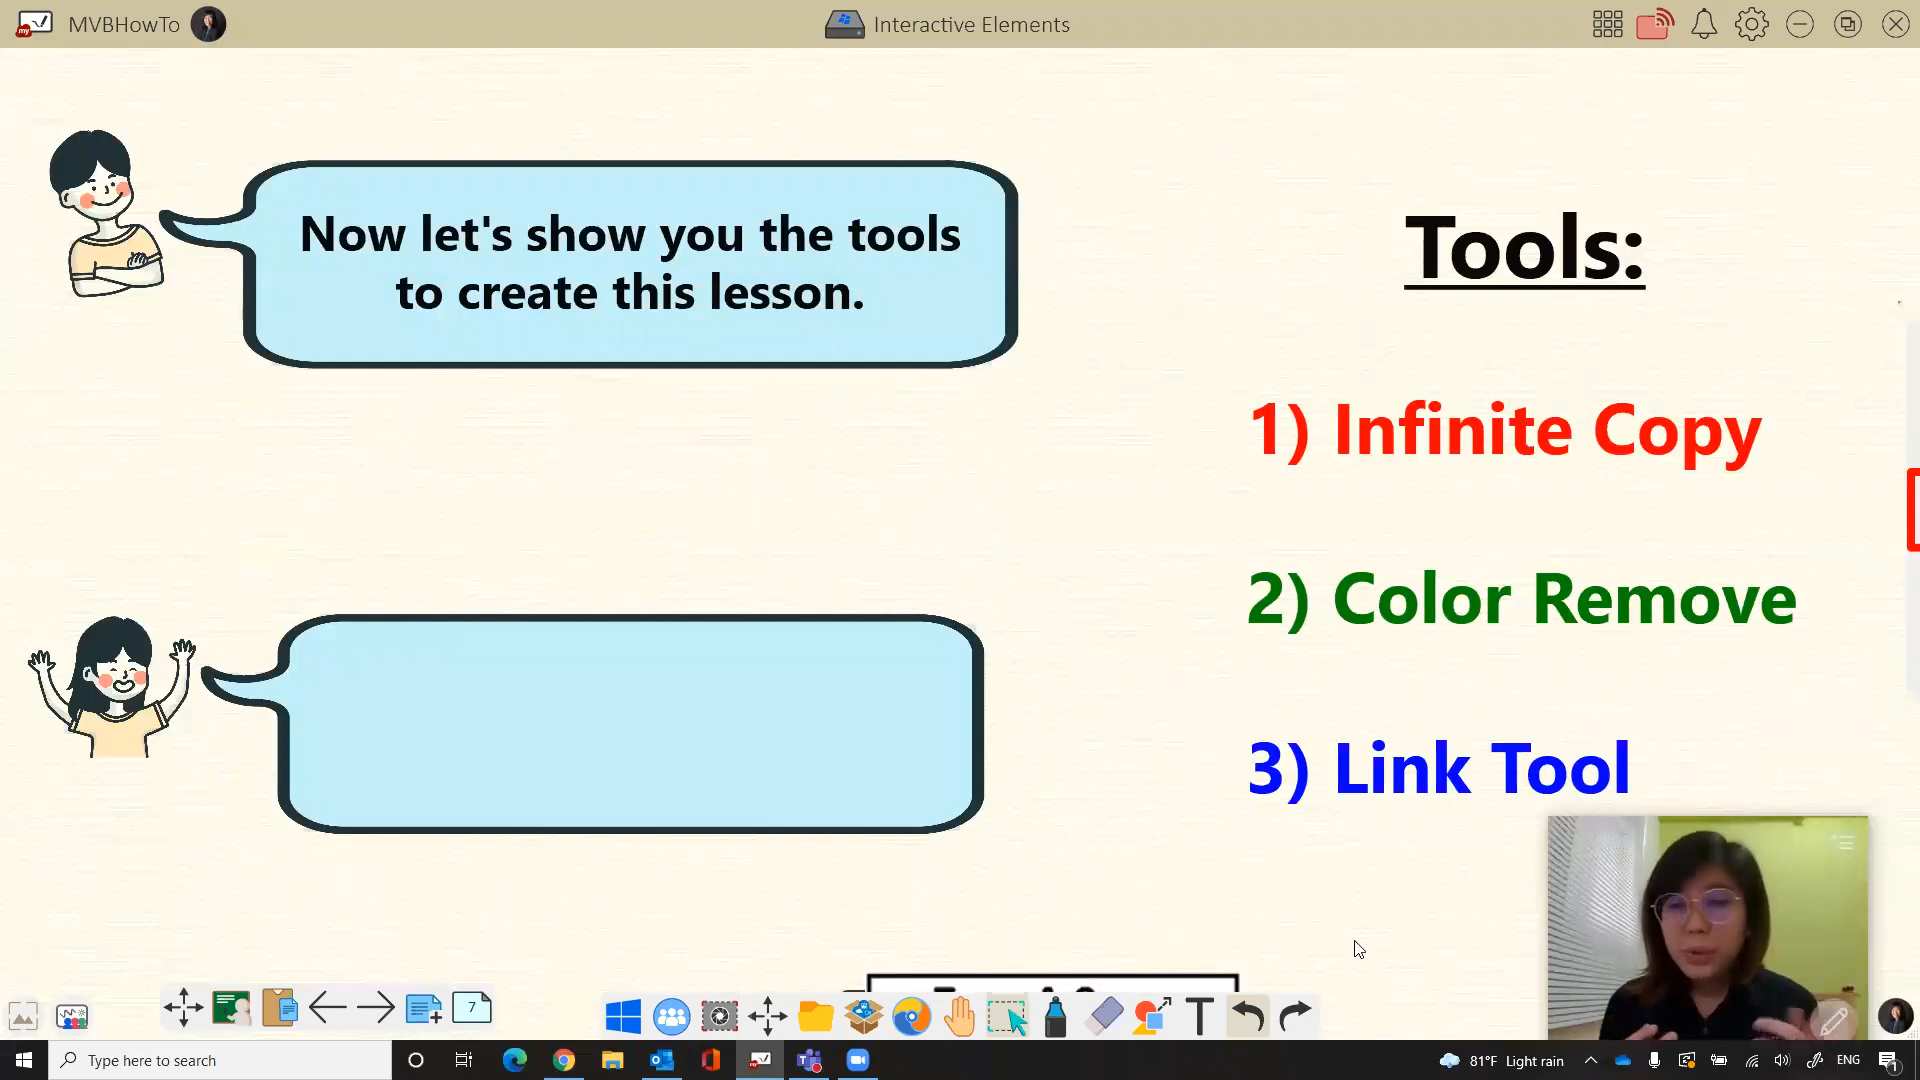 MVBHowTo
Interactive Elements
Now let's show you the tools
to create this lesson.
Tools:
1) Infinite Copy
2) Color Remove
3) Link Tool
7
T
Type here to search
81°F Light rain
ENG
1